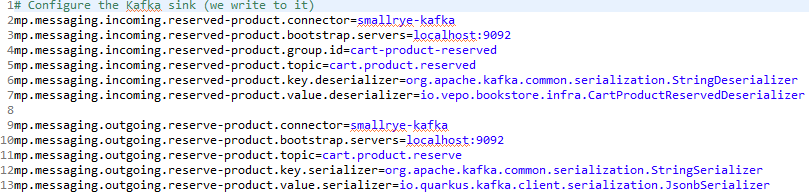 1# Configure the Kafka sink (we write to it)
2mp.messaging.incoming.reserved-product.connector=smallrye-kafka
3mp.messaging.incoming.reserved-product.bootstrap.servers=localhost:9092
4mp.messaging.incoming.reserved-product.group.id=cart-product-reserved
5mp.messaging.incoming.reserved-product.topic=cart.product.reserved
6mp.messaging.incoming.reserved-product.key.deserializer=org.apache.kafka.common.serialization.StringDeserializer
7mp.messaging.incoming.reserved-product.value.deserializer=io.vepo.bookstore.infra.CartProductReservedDeserializer
8
9mp.messaging.outgoing.reserve-product.connector=smallrye-kafka
10mp.messaging.outgoing.reserve-product.bootstrap.servers=localhost:9092
11mp.messaging.outgoing.reserve-product.topic=cart.product.reserve
12mp.messaging.outgoing.reserve-product.key.serializer=org.apache.kafka.common.serialization.StringSerializer
13mp.messaging.outgoing.reserve-product.value.serializer=io.quarkus.kafka.client.serialization.JsonbSerializer